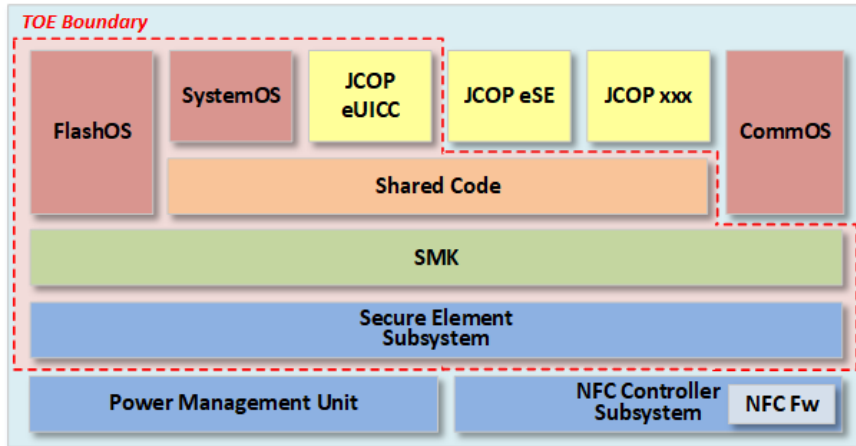 TOE Boundary
FlashOS
SystemOS
JCOP
eUICC
JCOP eSE
JCOP xxx
CommOS
Shared Code
SMK
Secure Element
Subsystem
Power Management Unit
NFC Controller
Subsystem
NFC Fw